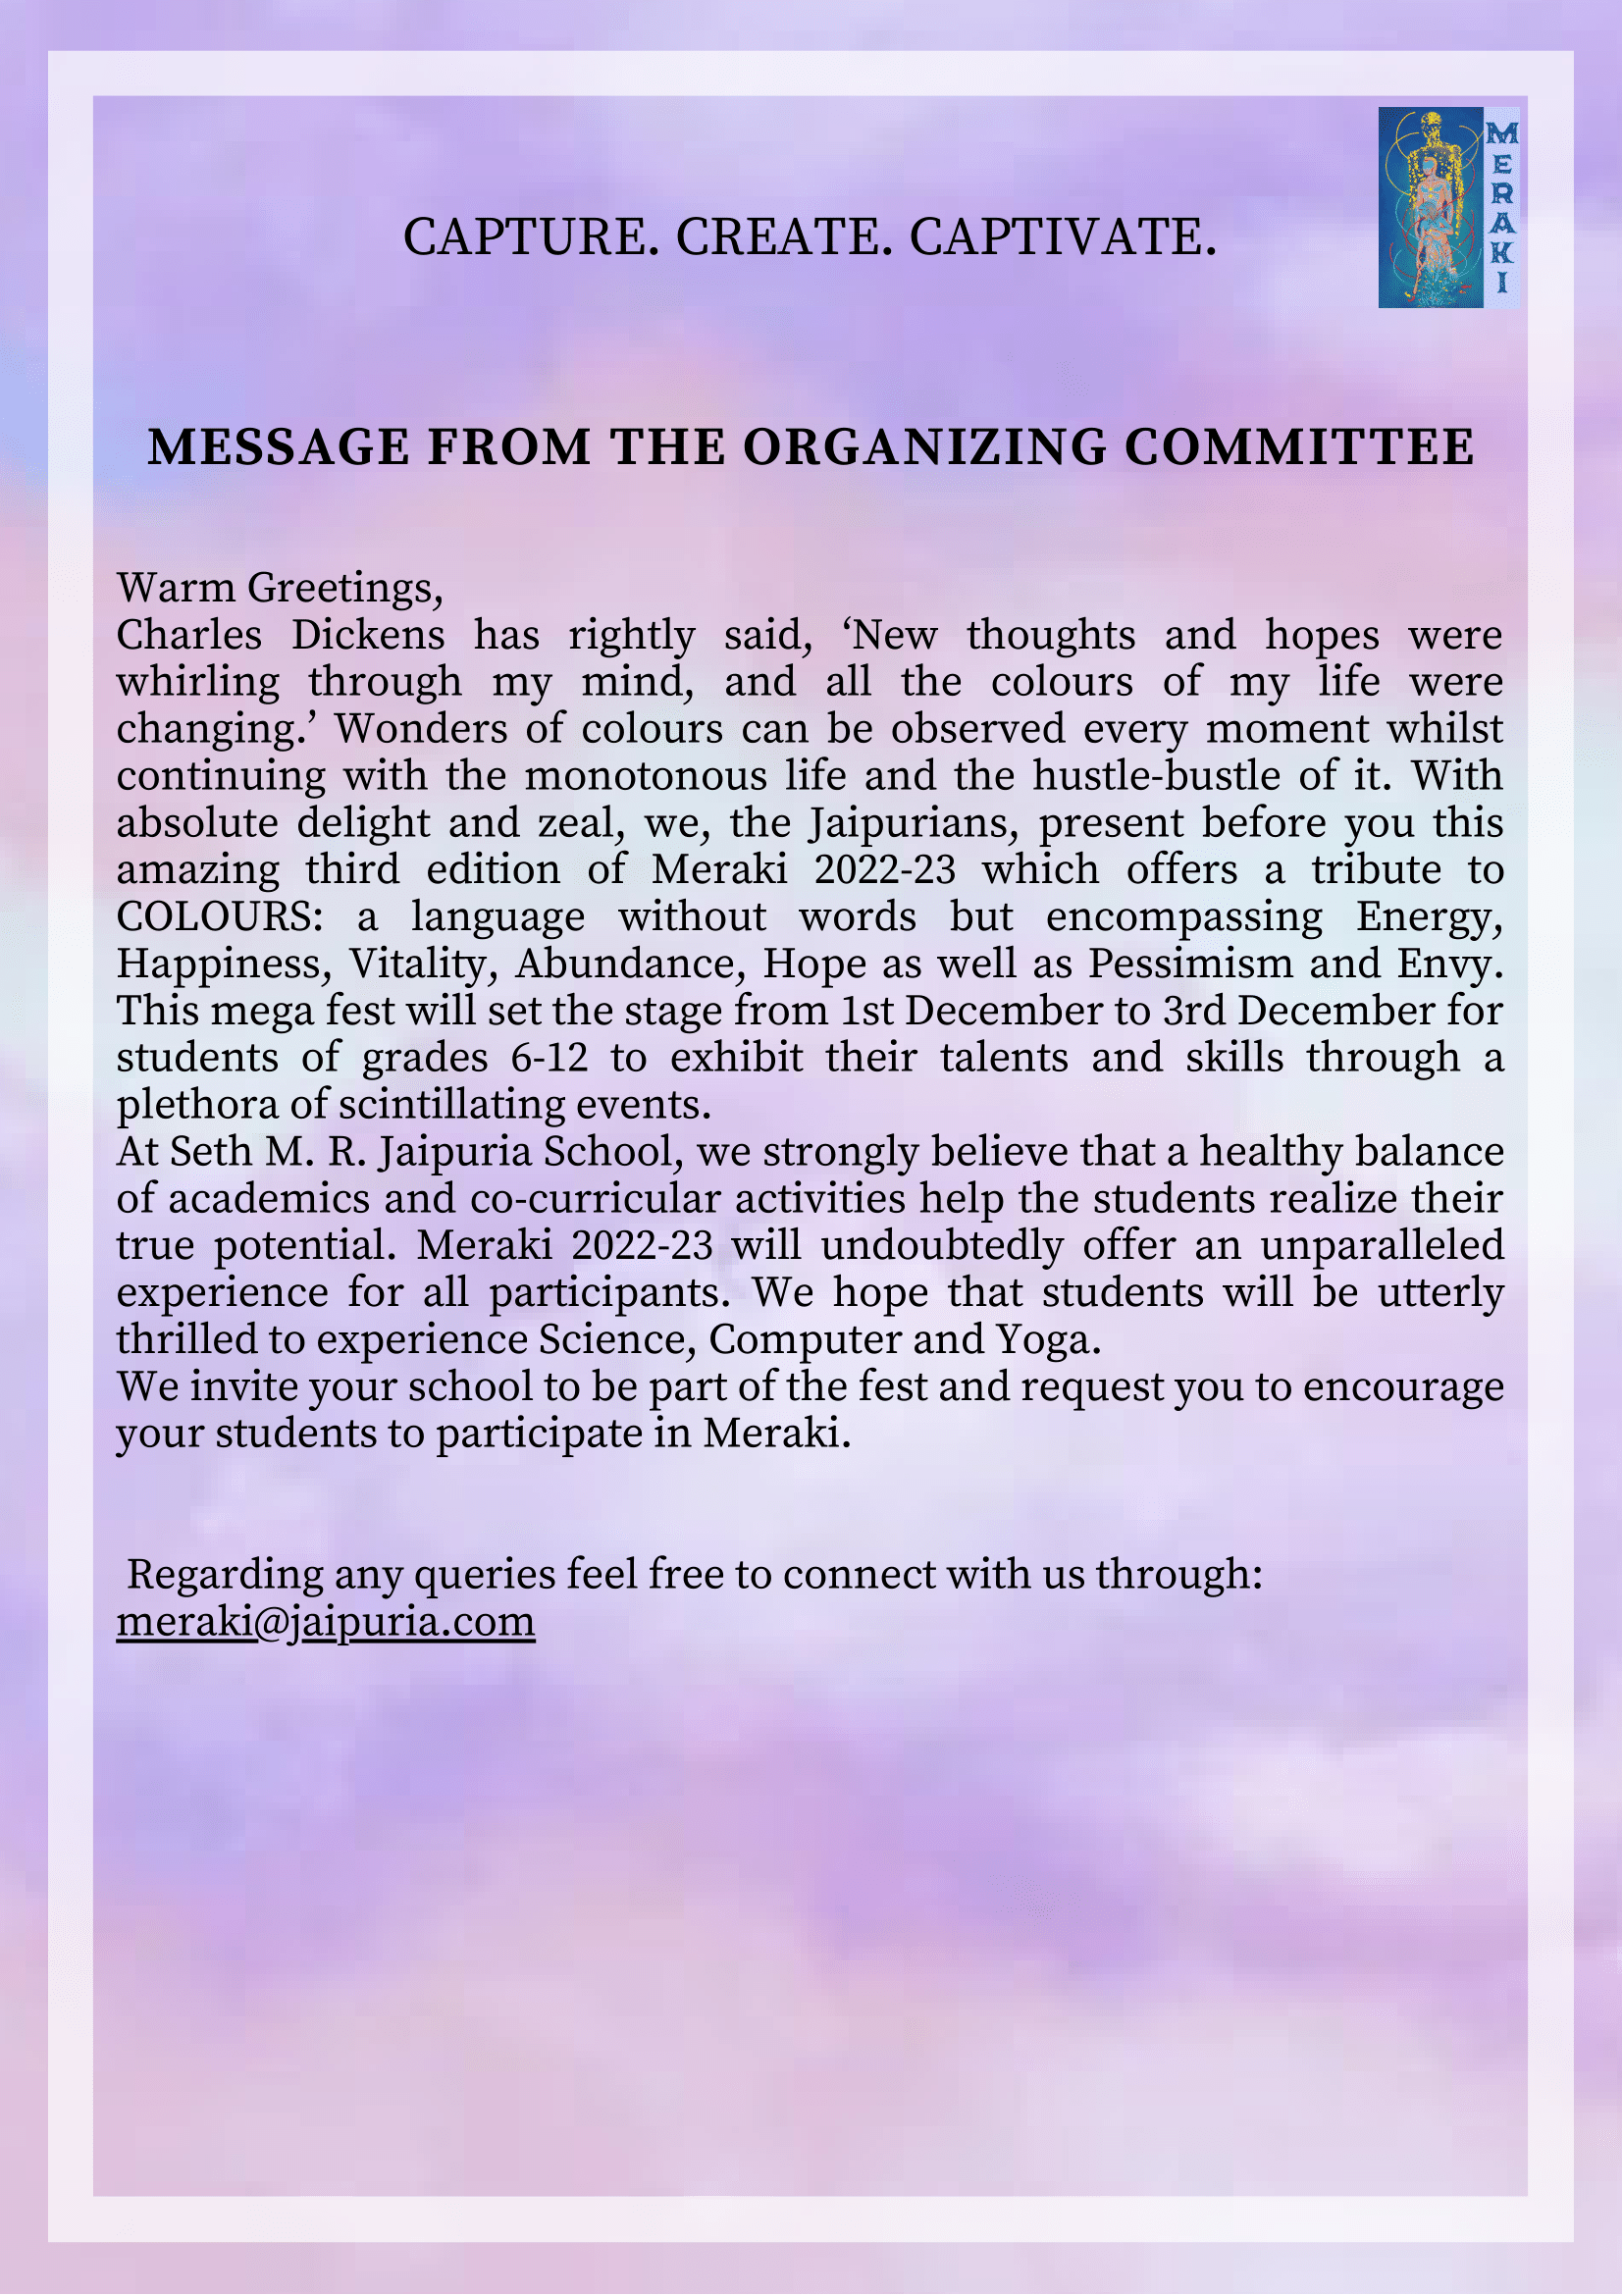 MERAKI
CAPTURE. CREATE. CAPTIVATE.
MESSAGE FROM THE ORGANIZING COMMITTEE
Warm Greetings,
Charles Dickens has rightly said, ‘New thoughts and hopes were
whirling through my mind, and all the colours of my life were
changing.’ Wonders of colours can be observed every moment whilst
continuing with the monotonous life and the hustle-bustle of it. With
absolute delight and zeal, we, the Jaipurians, present before you this
amazing third edition of Meraki 2022-23 which offers a tribute to
COLOURS: a language without words but encompassing Energy,
Happiness, Vitality, Abundance, Hope as well as Pessimism and Envy.
This mega fest will set the stage from 1st December to 3rd December for
students of grades 6-12 to exhibit their talents and skills through a
plethora of scintillating events.
At Seth M. R. Jaipuria School, we strongly believe that a healthy balance
of academics and co-curricular activities help the students realize their
true potential. Meraki 2022-23 will undoubtedly offer an unparalleled
experience for all participants. We hope that students will be utterly
thrilled to experience Science, Computer and Yoga.
We invite your school to be part of the fest and request you to encourage
your students to participate in Meraki.
Regarding any queries feel free to connect with us through:
meraki@jaipuria.com